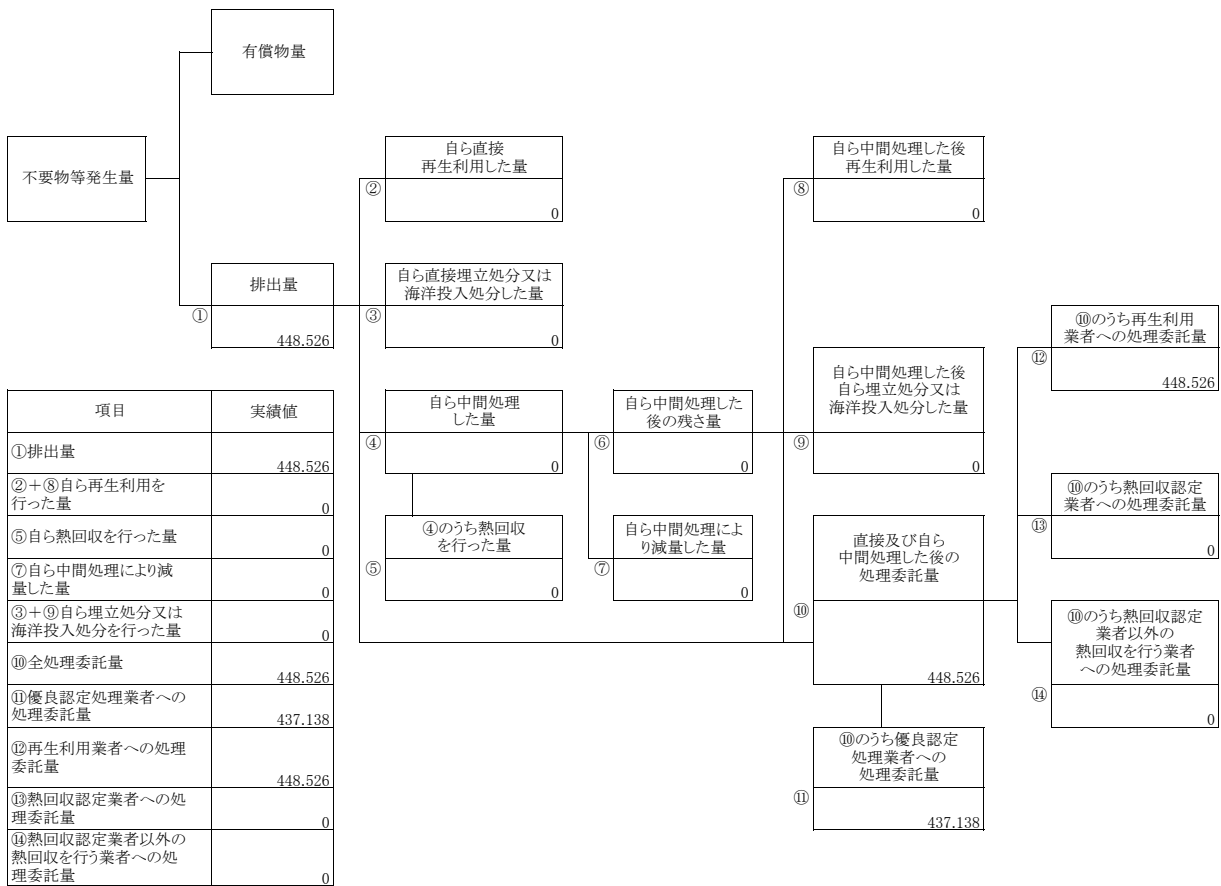 有償物量
不要物等発生量
自ら直接
再生利用した量
②
0
自ら中間処理した後
再生利用した量
⑧
0
排出量
①
448.526
自ら直接埋立処分又は
海洋投入処分した量
③
0
⑩のうち再生利用
業者への処理委託量
⑫
448.526
自ら中間処理
した量
④
0
自ら中間処理した
後の残さ量
⑥
0
自ら中間処理した後
自ら埋立処分又は
海洋投入処分した量
⑨
0
⑩のうち熱回収認定
業者への処理委託量
⑬
0
④のうち熱回収
を行った量
⑤
0
自ら中間処理によ
り減量した量
⑦
0
直接及び自ら
中間処理した後の
処理委託量
⑩
448.526
⑩のうち熱回収認定
業者以外の
熱回収を行う業者
への処理委託量
⑭
0
⑩のうち優良認定
処理業者への
処理委託量
⑪
437.138
項目 実績値
①排出量
448.526
②+⑧自ら再生利用を
行った量
0
⑤自ら熱回収を行った量
0
⑦自ら中間処理により減
量した量
0
③+⑨自ら埋立処分又は
海洋投入処分を行った量
0
⑩全処理委託量
448.526
⑪優良認定処理業者への
処理委託量
437.138
⑫再生利用業者への処理
委託量
448.526
⑬熱回収認定業者への処
理委託量
0
⑭熱回収認定業者以外の
熱回収を行う業者への処
理委託量
0